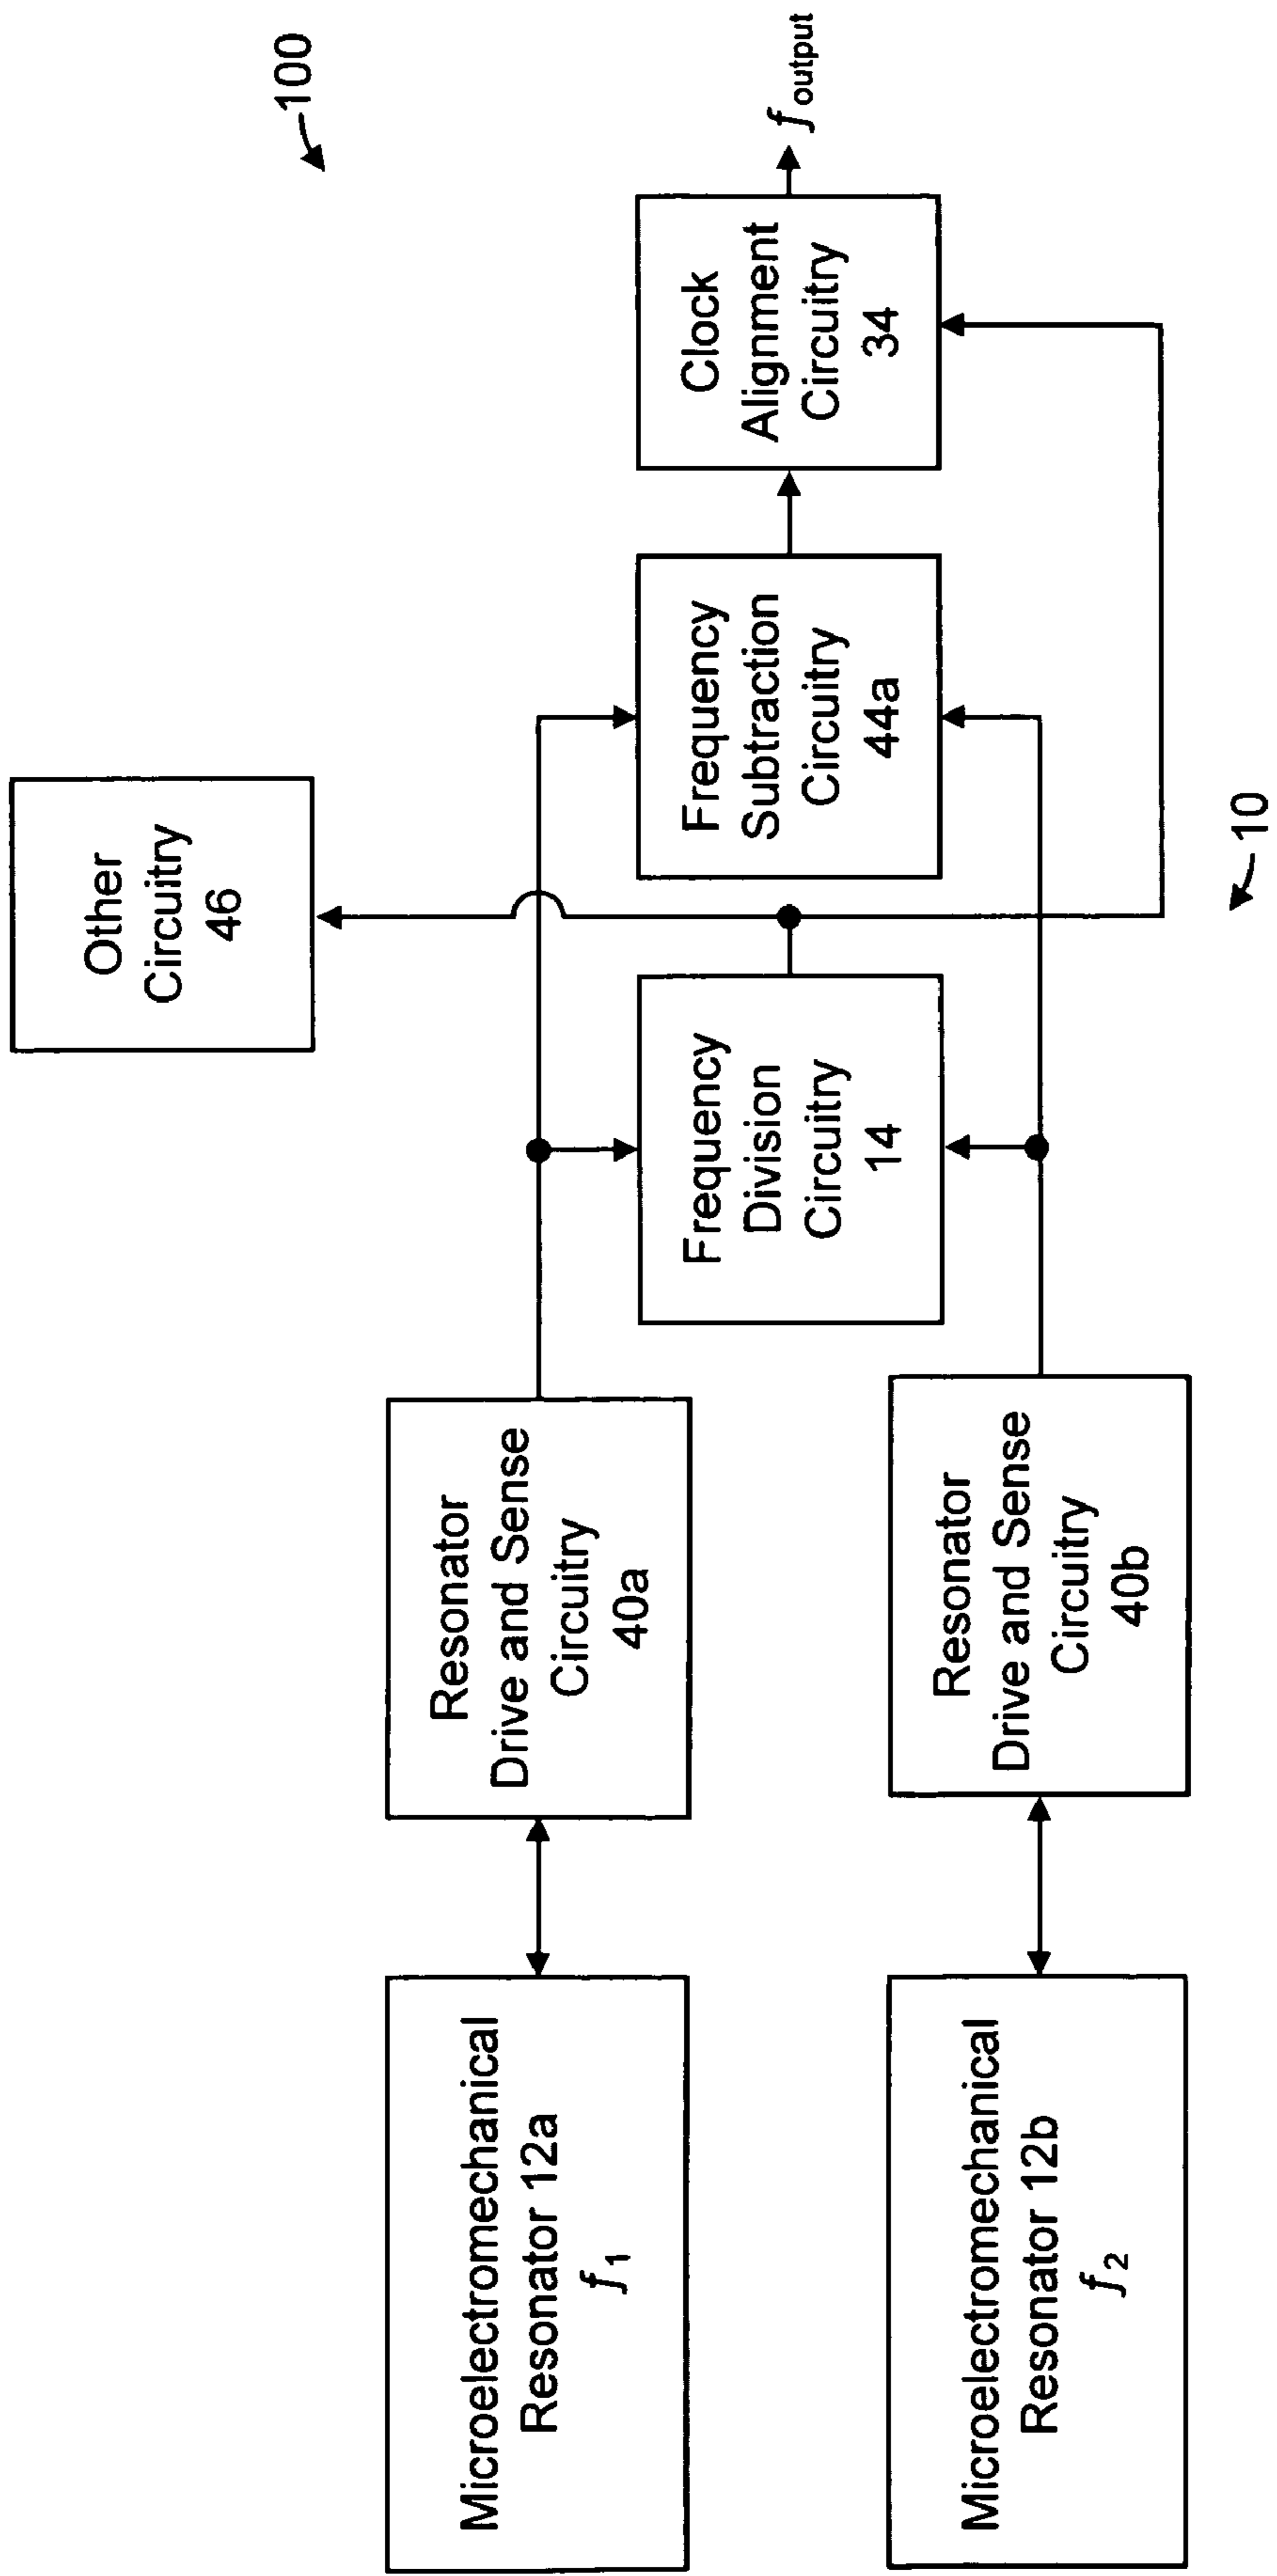 100
Other
Circuitry
46
Microelectromechanical
Resonator 12a
f1
Resonator
Drive and Sense
Circuitry
40a
Frequency
Division
Circuitry
14
Frequency
Subtraction
Circuitry
44a
Clock
Alignment
Circuitry
34
foutput
Microelectromechanical
Resonator 12b
f2
Resonator
Drive and Sense
Circuitry
40b
10